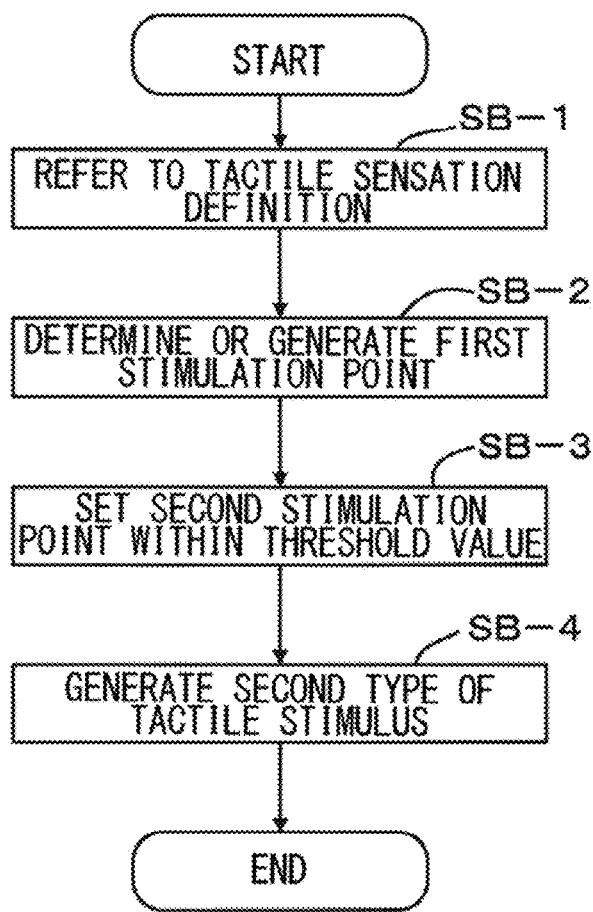 START
SB-1
REFER TO TACTILE SENSATION
DEFINITION
SB-2
DETERMINE OR GENERATE FIRST
STIMULATION POINT
SB-3
SET SECOND STIMULATION
POINT WITHIN THRESHOLD VALUE
SB-4
GENERATE SECOND TYPE OF
TACTILE STIMULUS
END